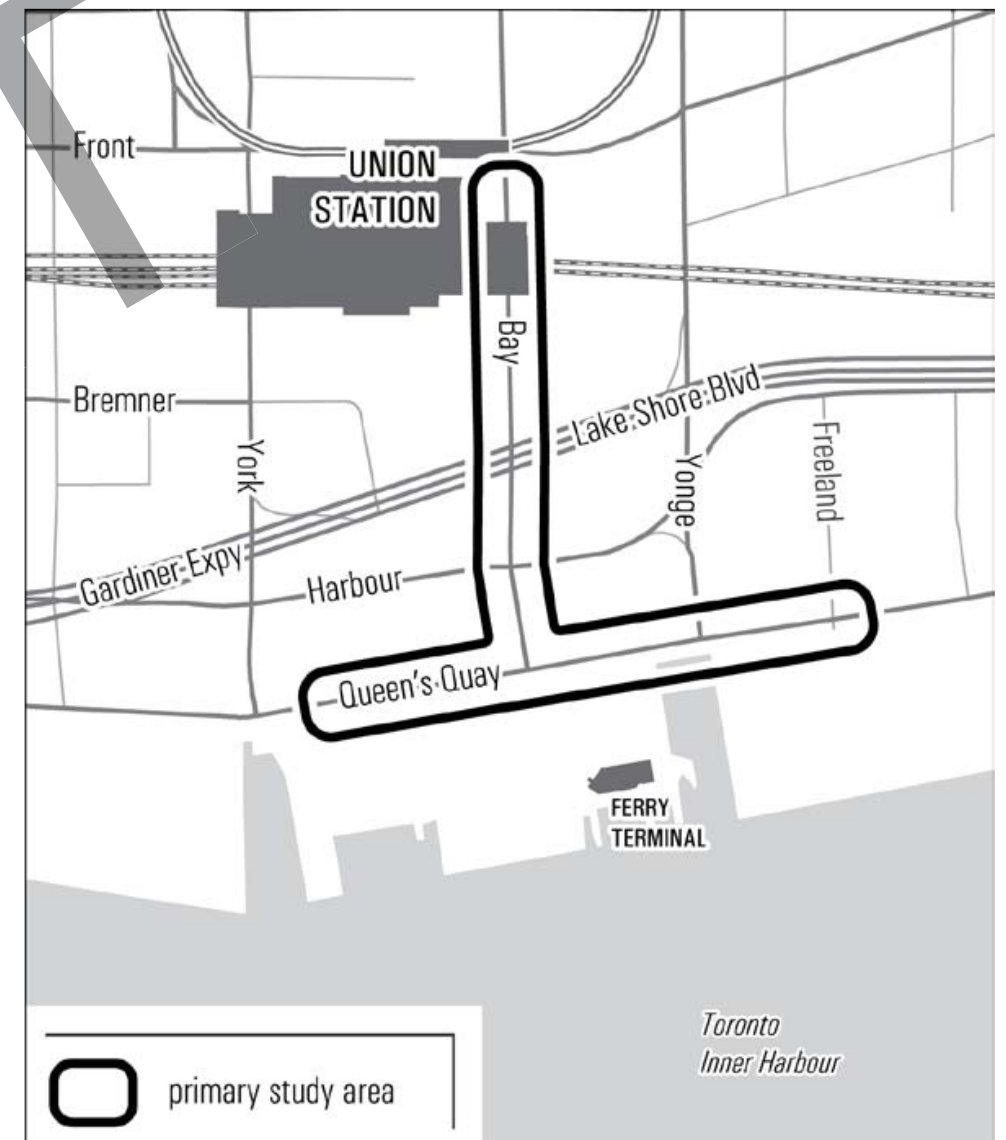 Front
UNION
STATION
Bay
Bremner
Lake Shore Blvd
York
Yonge
Freeland
Gardiner Expy
Harbour
Queen's Quay
FERRY
TERMINAL
Toronto
Inner Harbour
primary study area